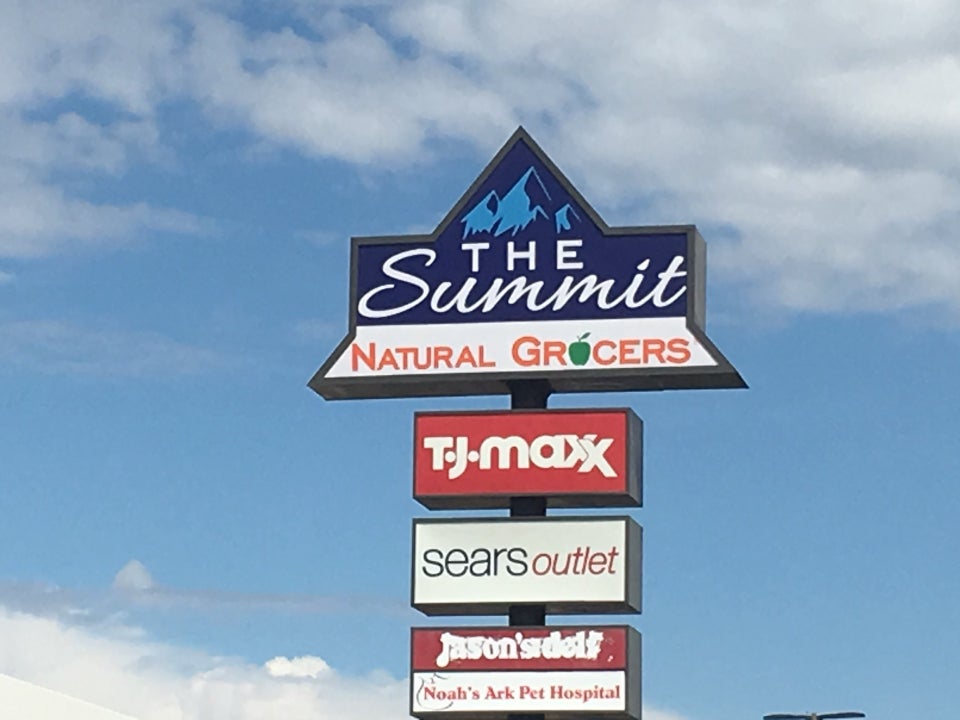 THE
Summit
NATURAL GROCERS
T·J·maxx
sears outlet
Jason's deli
Noah's Ark Pet Hospital